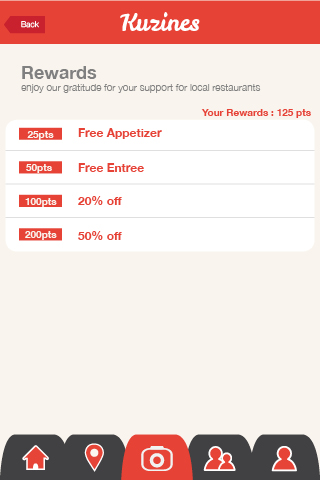 Back
Kuzines
Rewards
enjoy our gratitude for your support for local restaurants
Your Rewards : 125 pts
25pts Free Appetizer
50pts Free Entree
100pts 20% off
200pts 50% off